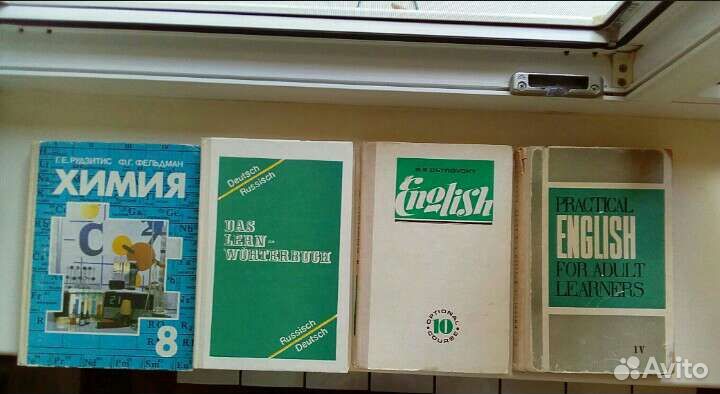 Г.Е. РУДЗИТИС Ф.Г. ФЕЛЬДМАН
ХИМИЯ
8
Deutsch
Russisch
DAS
LERN-
WÖRTERBUCH
Russisch
Deutsch
English
OPTIONAL
10
COURSE
PRACTICAL
ENGLISH
FOR ADULT
LEARNERS
IV
Avito